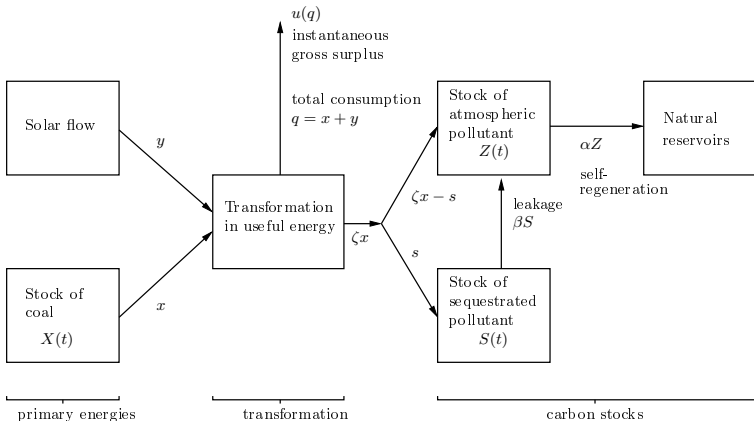 u(q)
instantaneous
gross surplus
total consumption
q = x + y
Solar flow
y
Stock of
coal
X(t)
x
Transformation
in useful energy
ζx
ζx − s
s
Stock of
atmospheric
pollutant
Z(t)
αZ
self-
regeneration
Natural
reservoirs
leakage
βS
Stock of
sequestrated
pollutant
S(t)
primary energies
transformation
carbon stocks